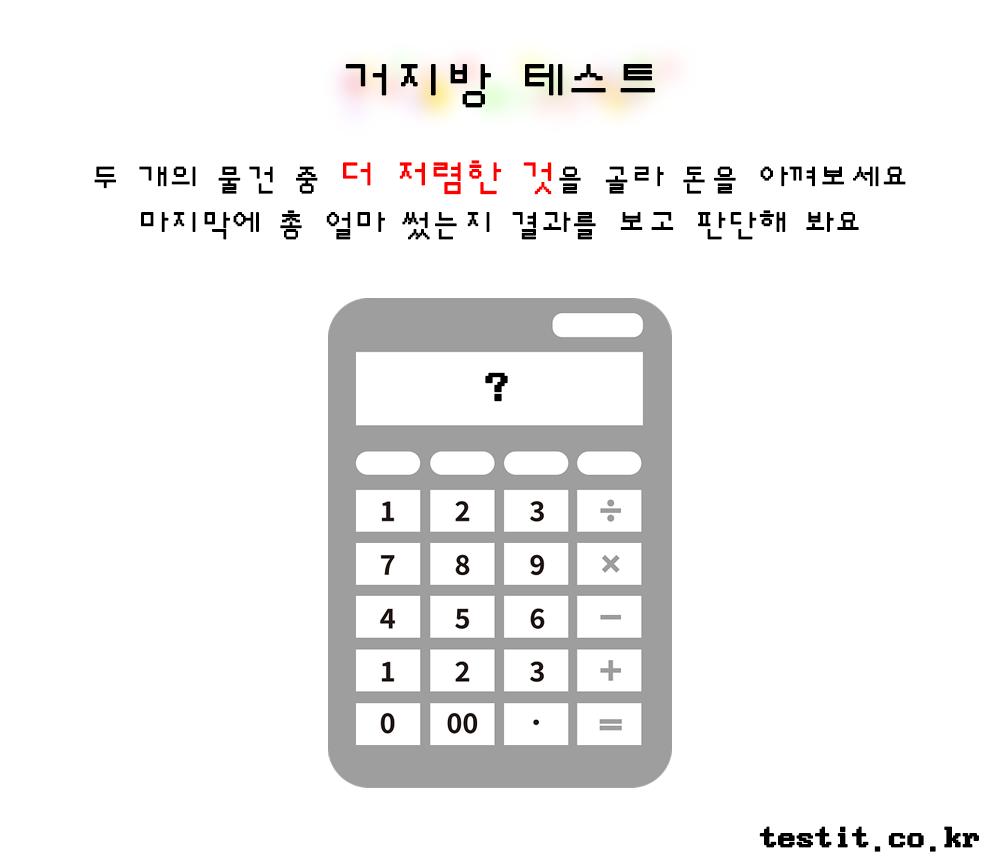 거지방 테스트
두 개의 물건 중 더 저렴한 것을 골라 돈을 아껴보세요
마지막에 총 얼마 썼는지 결과를 보고 판단해 봐요
?
1 2 3 ÷
7 8 9 ×
4 5 6 −
1 2 3 +
0 00 · =
testit.co.kr